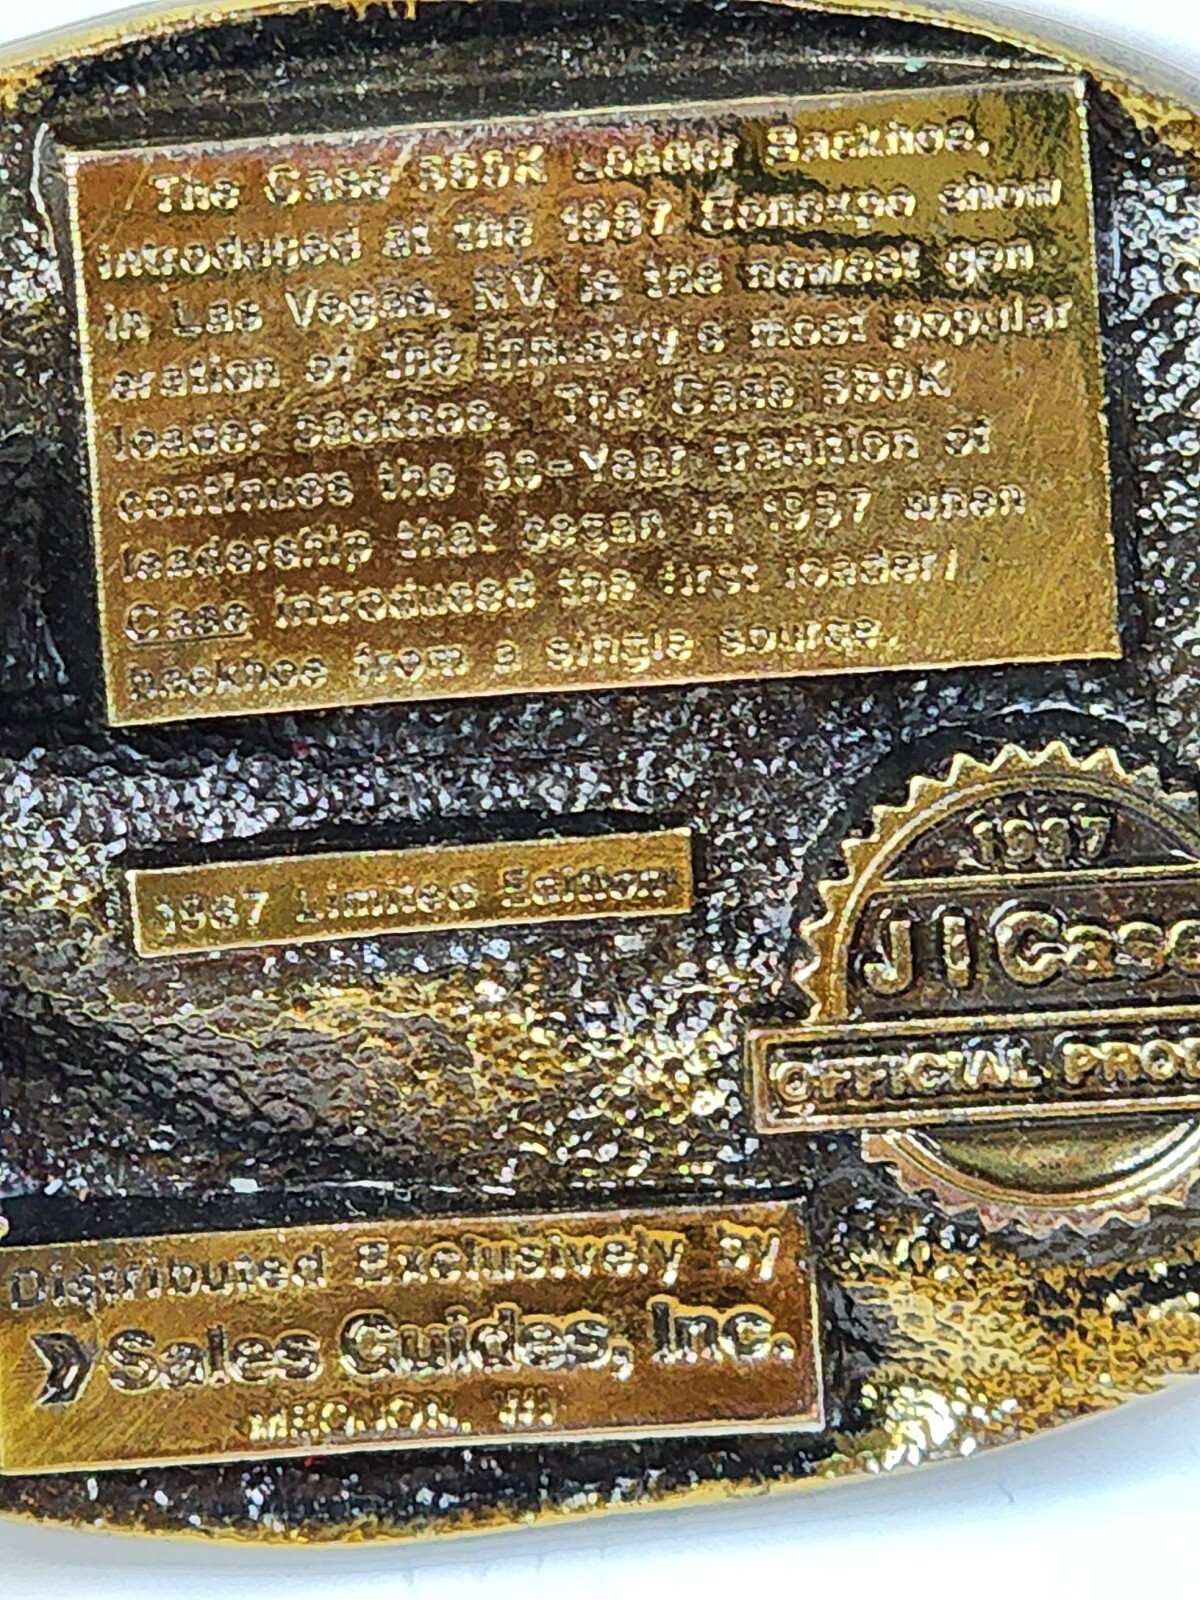 The Case 580K Loader Backhoe,
introduced at the 1987 Conexpo show
in Las Vegas, NV, is the newest gen-
eration of the industry's most popular
loader backhoe. The Case 580K
continues the 30-Year tradition of
leadership that began in 1957 when
Case introduced the first loader/
backhoe from a single source.
1987 Limited Edition
1987
J I Case
OFFICIAL
Distributed Exclusively by
Sales Guides, Inc.
MEQUON, WI